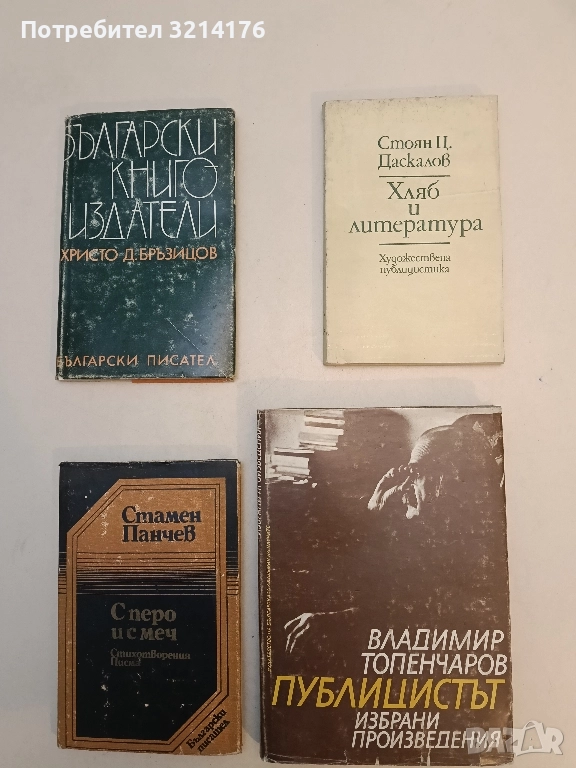 Потребител 3214176
БЪЛГАРСКИ
КНИГО
ИЗДАТЕЛИ
ХРИСТО Д. БРЪЗИЦОВ
БЪЛГАРСКИ ПИСАТЕЛ
Стоян Ц.
Даскалов
Хляб
и
литература
Художествена
публицистика
Стамен
Панчев
С перо
и с меч
Стихотворения
Писма
Български
писател
ВЛАДИМИР
ТОПЕНЧАРОВ
ПУБЛИЦИСТЪТ
ИЗБРАНИ
ПРОИЗВЕДЕНИЯ
BAZAR